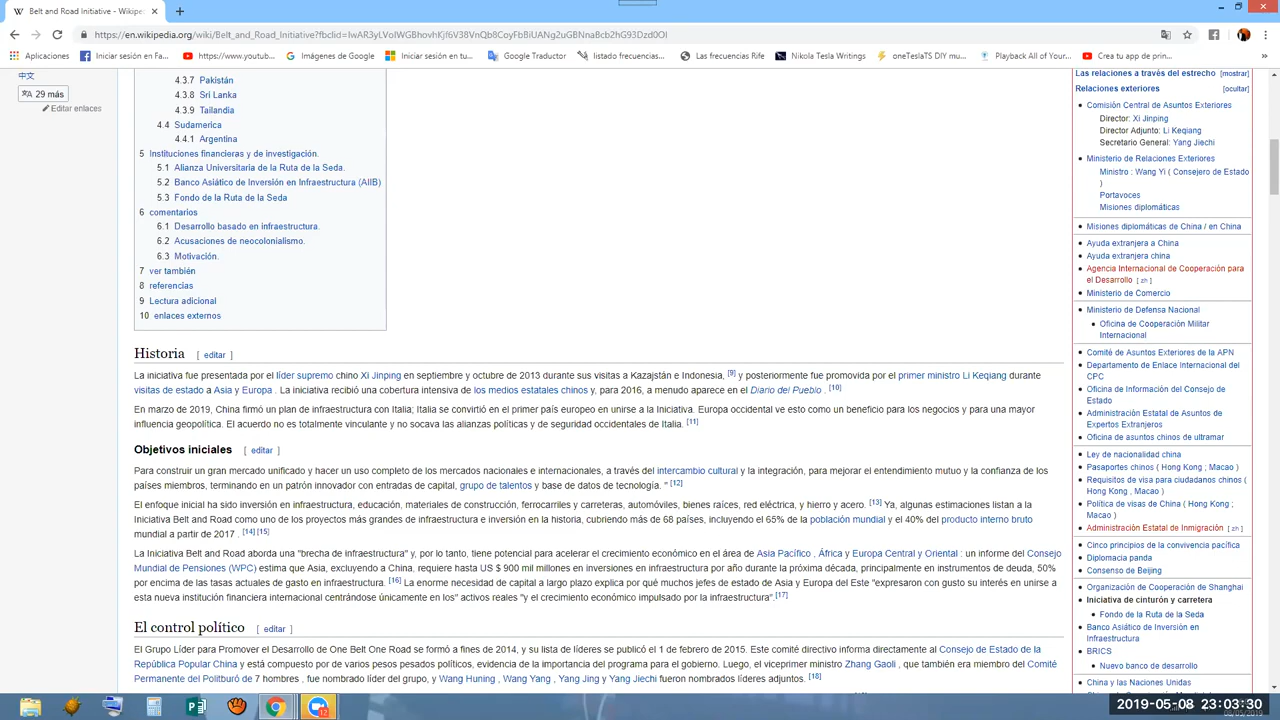 Belt and Road Initiative - Wikipe
https://en.wikipedia.org/wiki/Belt_and_Road_Initiative?fbclid=
Aplicaciones
Iniciar sesión en Fa...
https://www.youtub...
Imágenes de Google
Iniciar sesión en su...
Google Traductor
listado frecuencias...
Las frecuencias Rife
Nikola Tesla Writings
oneTeslaTS DIY mu...
Playback All of Your...
Crea tu app de prin...
中文
29 más
Editar enlaces
4.3.7 Pakistán
4.3.8 Sri Lanka
4.3.9 Tailandia
4.4 Sudamerica
4.4.1 Argentina
5 Instituciones financieras y de investigación.
5.1 Alianza Universitaria de la Ruta de la Seda.
5.2 Banco Asiático de Inversión en Infraestructura (AIIB)
5.3 Fondo de la Ruta de la Seda
6 comentarios
6.1 Desarrollo basado en infraestructura.
6.2 Acusaciones de neocolonialismo.
6.3 Motivación.
7 ver también
8 referencias
9 Lectura adicional
10 enlaces externos
Historia [ editar ]
La iniciativa fue presentada por el líder supremo chino Xi Jinping en septiembre y octubre de 2013 durante sus visitas a Kazajstán e Indonesia, [9] y posteriormente fue promovida por el primer ministro Li Keqiang durante
visitas de estado a Asia y Europa . La iniciativa recibió una cobertura intensiva de los medios estatales chinos y, para 2016, a menudo aparece en el Diario del Pueblo . [10]
En marzo de 2019, China firmó un plan de infraestructura con Italia; Italia se convirtió en el primer país europeo en unirse a la Iniciativa. Europa occidental ve esto como un beneficio para los negocios y para una mayor
influencia geopolítica. El acuerdo no es totalmente vinculante y no socava las alianzas políticas y de seguridad occidentales de Italia. [11]
Objetivos iniciales [ editar ]
Para construir un gran mercado unificado y hacer un uso completo de los mercados nacionales e internacionales, a través del intercambio cultural y la integración, para mejorar el entendimiento mutuo y la confianza de los
países miembros, terminando en un patrón innovador con entradas de capital, grupo de talentos y base de datos de tecnología. " [12]
El enfoque inicial ha sido inversión en infraestructura, educación, materiales de construcción, ferrocarriles y carreteras, automóviles, bienes raíces, red eléctrica, y hierro y acero. [13] Ya, algunas estimaciones listan a la
Iniciativa Belt and Road como uno de los proyectos más grandes de infraestructura e inversión en la historia, cubriendo más de 68 países, incluyendo el 65% de la población mundial y el 40% del producto interno bruto
mundial a partir de 2017 . [14] [15]
La Iniciativa Belt and Road aborda una "brecha de infraestructura" y, por lo tanto, tiene potencial para acelerar el crecimiento económico en el área de Asia Pacífico , África y Europa Central y Oriental : un informe del Consejo
Mundial de Pensiones (WPC) estima que Asia, excluyendo a China, requiere hasta US $ 900 mil millones en inversiones en infraestructura por año durante la próxima década, principalmente en instrumentos de deuda, 50%
por encima de las tasas actuales de gasto en infraestructura. [16] La enorme necesidad de capital a largo plazo explica por qué muchos jefes de estado de Asia y Europa del Este "expresaron con gusto su interés en unirse a
esta nueva institución financiera internacional centrándose únicamente en los" activos reales "y el crecimiento económico impulsado por la infraestructura". [17]
El control político [ editar ]
El Grupo Líder para Promover el Desarrollo de One Belt One Road se formó a fines de 2014, y su lista de líderes se publicó el 1 de febrero de 2015. Este comité directivo informa directamente al Consejo de Estado de la
República Popular China y está compuesto por varios pesos pesados políticos, evidencia de la importancia del programa para el gobierno. Luego, el viceprimer ministro Zhang Gaoli , que también era miembro del Comité
Permanente del Politburó de 7 hombres , fue nombrado líder del grupo, y Wang Huning , Wang Yang , Yang Jing y Yang Jiechi fueron nombrados líderes adjuntos. [18]
Las relaciones a través del estrecho [mostrar]
Relaciones exteriores [ocultar]
Comisión Central de Asuntos Exteriores
Director: Xi Jinping
Director Adjunto: Li Keqiang
Secretario General: Yang Jiechi
Ministerio de Relaciones Exteriores
Ministro : Wang Yi ( Consejero de Estado
)
Portavoces
Misiones diplomáticas
Misiones diplomáticas de China / en China
Ayuda extranjera a China
Ayuda extranjera china
Agencia Internacional de Cooperación para
el Desarrollo [ zh ]
Ministerio de Comercio
Ministerio de Defensa Nacional
Oficina de Cooperación Militar
Internacional
Comité de Asuntos Exteriores de la APN
Departamento de Enlace Internacional del
CPC
Oficina de Información del Consejo de
Estado
Administración Estatal de Asuntos de
Expertos Extranjeros
Oficina de asuntos chinos de ultramar
Ley de nacionalidad china
Pasaportes chinos ( Hong Kong ; Macao )
Requisitos de visa para ciudadanos chinos (
Hong Kong , Macao )
Política de visas de China ( Hong Kong ;
Macao )
Administración Estatal de Inmigración [ zh ]
Cinco principios de la convivencia pacífica
Diplomacia panda
Consenso de Beijing
Organización de Cooperación de Shanghai
Iniciativa de cinturón y carretera
Fondo de la Ruta de la Seda
Banco Asiático de Inversión en
Infraestructura
BRICS
Nuevo banco de desarrollo
China y las Naciones Unidas
2019-05-08 23:03:30